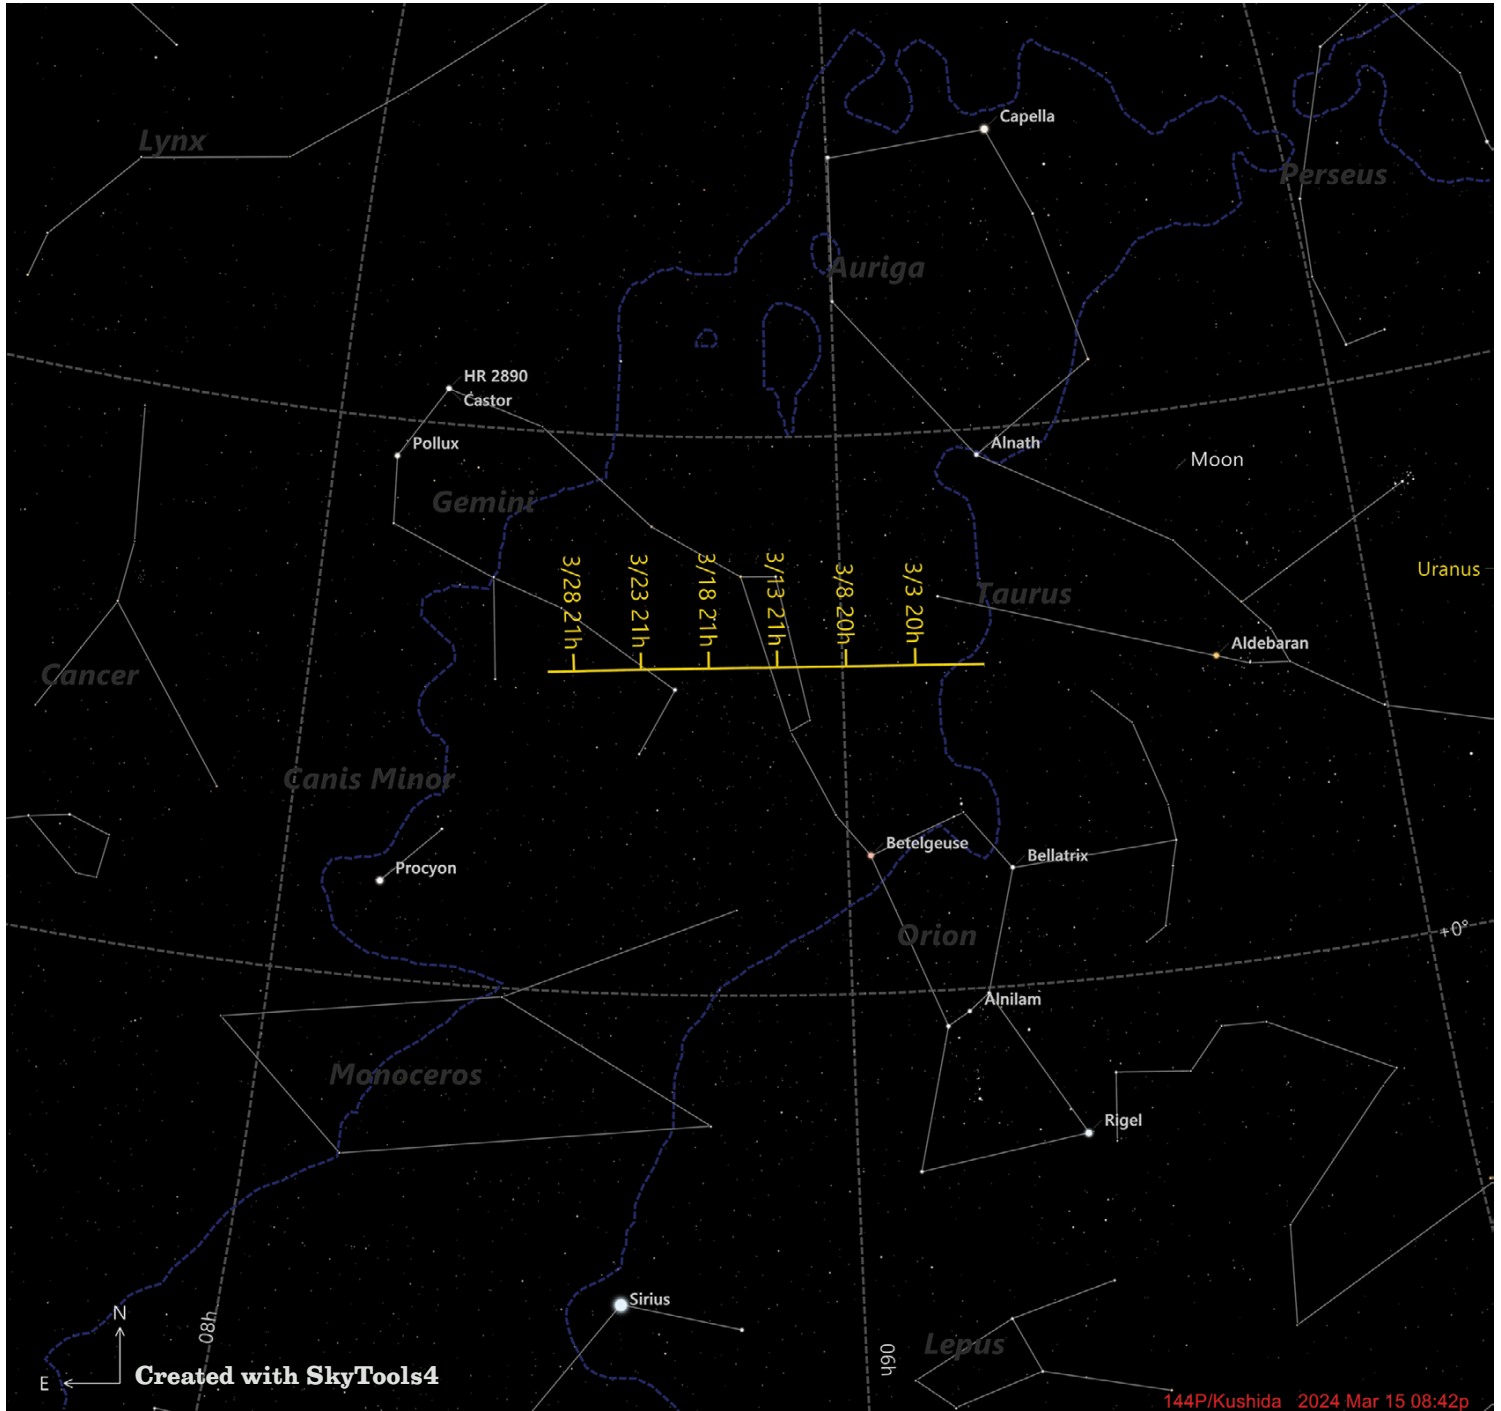 Capella
Lynx
Perseus
Auriga
HR 2890
Castor
Pollux
Alnath
Moon
Gemini
Uranus
3/28 21h
3/23 21h
3/18 21h
3/13 21h
3/8 20h
3/3 20h
Taurus
Aldebaran
Cancer
Canis Minor
Betelgeuse
Bellatrix
Procyon
Orion
+0°
Alnilam
Monoceros
Rigel
Sirius
N
08h
Lepus
06h
E
Created with SkyTools4
144P/Kushida 2024 Mar 15 08:42p